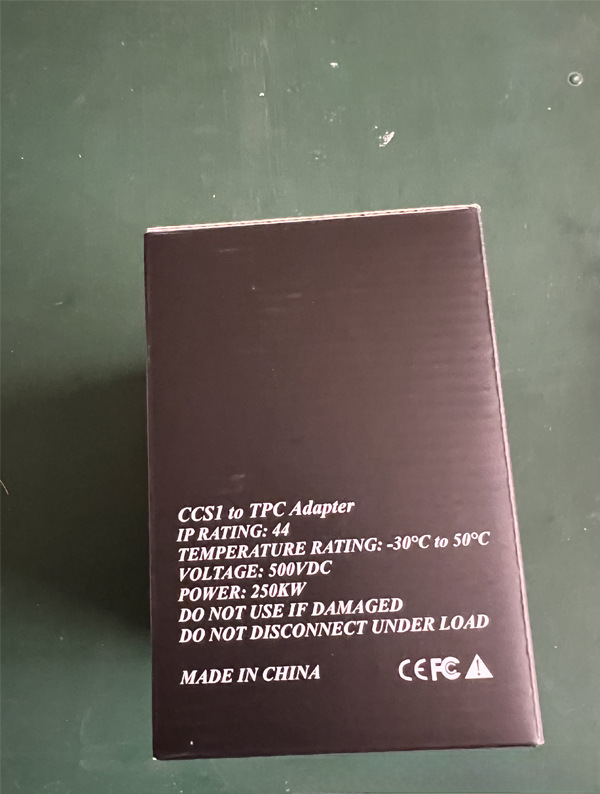 CCS1 to TPC Adapter
IP RATING: 44
TEMPERATURE RATING: -30°C to 50°C
VOLTAGE: 500VDC
POWER: 250KW
DO NOT USE IF DAMAGED
DO NOT DISCONNECT UNDER LOAD
MADE IN CHINA CE FC